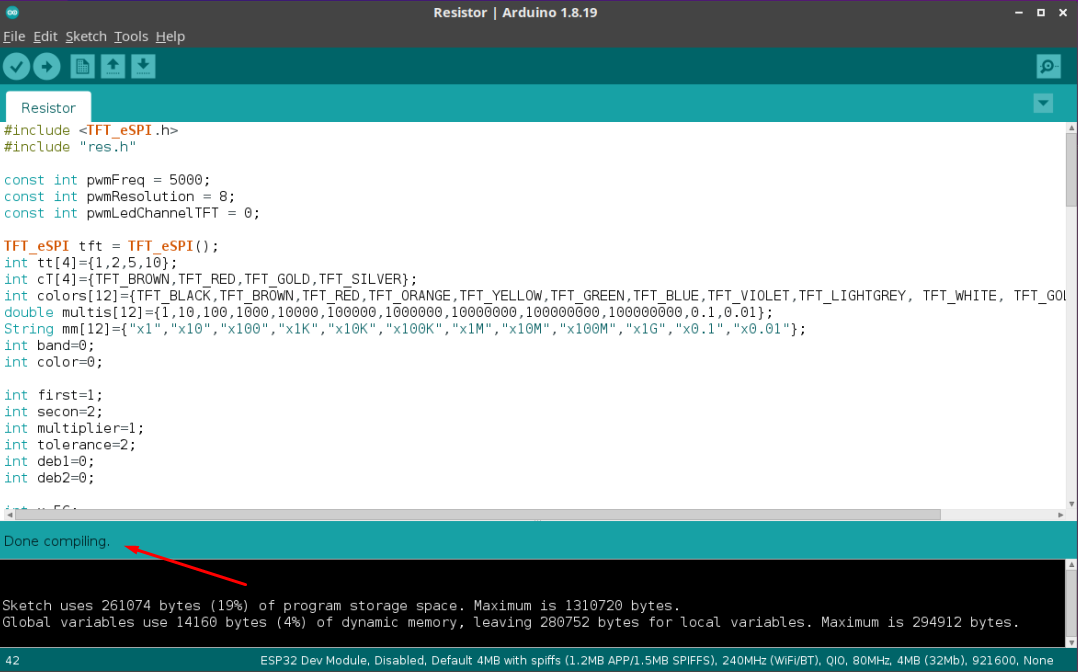 Resistor | Arduino 1.8.19
File Edit Sketch Tools Help
Resistor
#include <TFT_eSPI.h>
#include "res.h"
const int pwmFreq = 5000;
const int pwmResolution = 8;
const int pwmLedChannelTFT = 0;
TFT_eSPI tft = TFT_eSPI();
int tt[4]={1,2,5,10};
int cT[4]={TFT_BROWN,TFT_RED,TFT_GOLD,TFT_SILVER};
int colors[12]={TFT_BLACK,TFT_BROWN,TFT_RED,TFT_ORANGE,TFT_YELLOW,TFT_GREEN,TFT_BLUE,TFT_VIOLET,TFT_LIGHTGREY, TFT_WHITE, TFT_GOL
double multis[12]={1,10,100,1000,10000,100000,1000000,10000000,100000000,100000000,0.1,0.01};
String mm[12]={"x1","x10","x100","x1K","x10K","x100K","x1M","x10M","x100M","x1G","x0.1","x0.01"};
int band=0;
int color=0;
int first=1;
int secon=2;
int multiplier=1;
int tolerance=2;
int deb1=0;
int deb2=0;
Done compiling.
Sketch uses 261074 bytes (19%) of program storage space. Maximum is 1310720 bytes.
Global variables use 14160 bytes (4%) of dynamic memory, leaving 280752 bytes for local variables. Maximum is 294912 bytes.
42 ESP32 Dev Module, Disabled, Default 4MB with spiffs (1.2MB APP/1.5MB SPIFFS), 240MHz (WiFi/BT), QIO, 80MHz, 4MB (32Mb), 921600, None